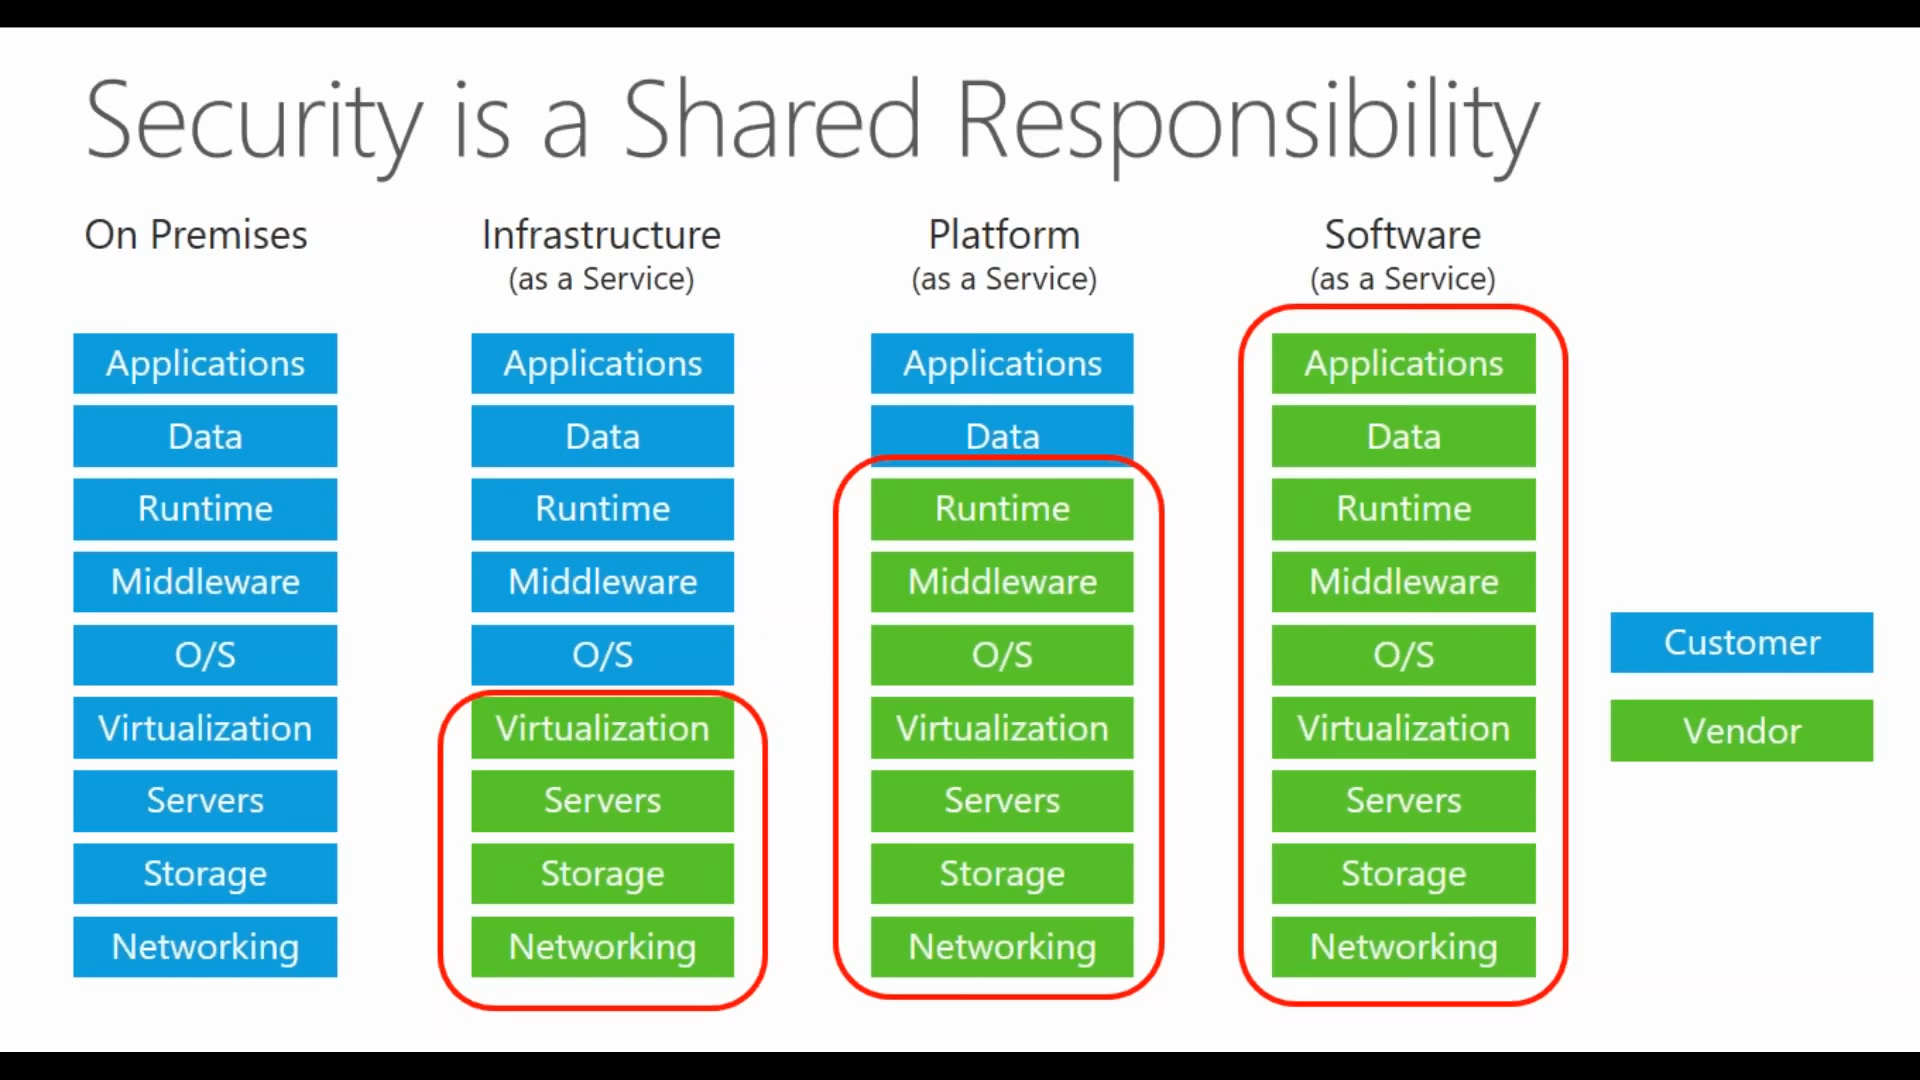 Security is a Shared Responsibility
On Premises
Applications
Data
Runtime
Middleware
O/S
Virtualization
Servers
Storage
Networking
Infrastructure
(as a Service)
Applications
Data
Runtime
Middleware
O/S
Virtualization
Servers
Storage
Networking
Platform
(as a Service)
Applications
Data
Runtime
Middleware
O/S
Virtualization
Servers
Storage
Networking
Software
(as a Service)
Applications
Data
Runtime
Middleware
O/S
Virtualization
Servers
Storage
Networking
Customer
Vendor